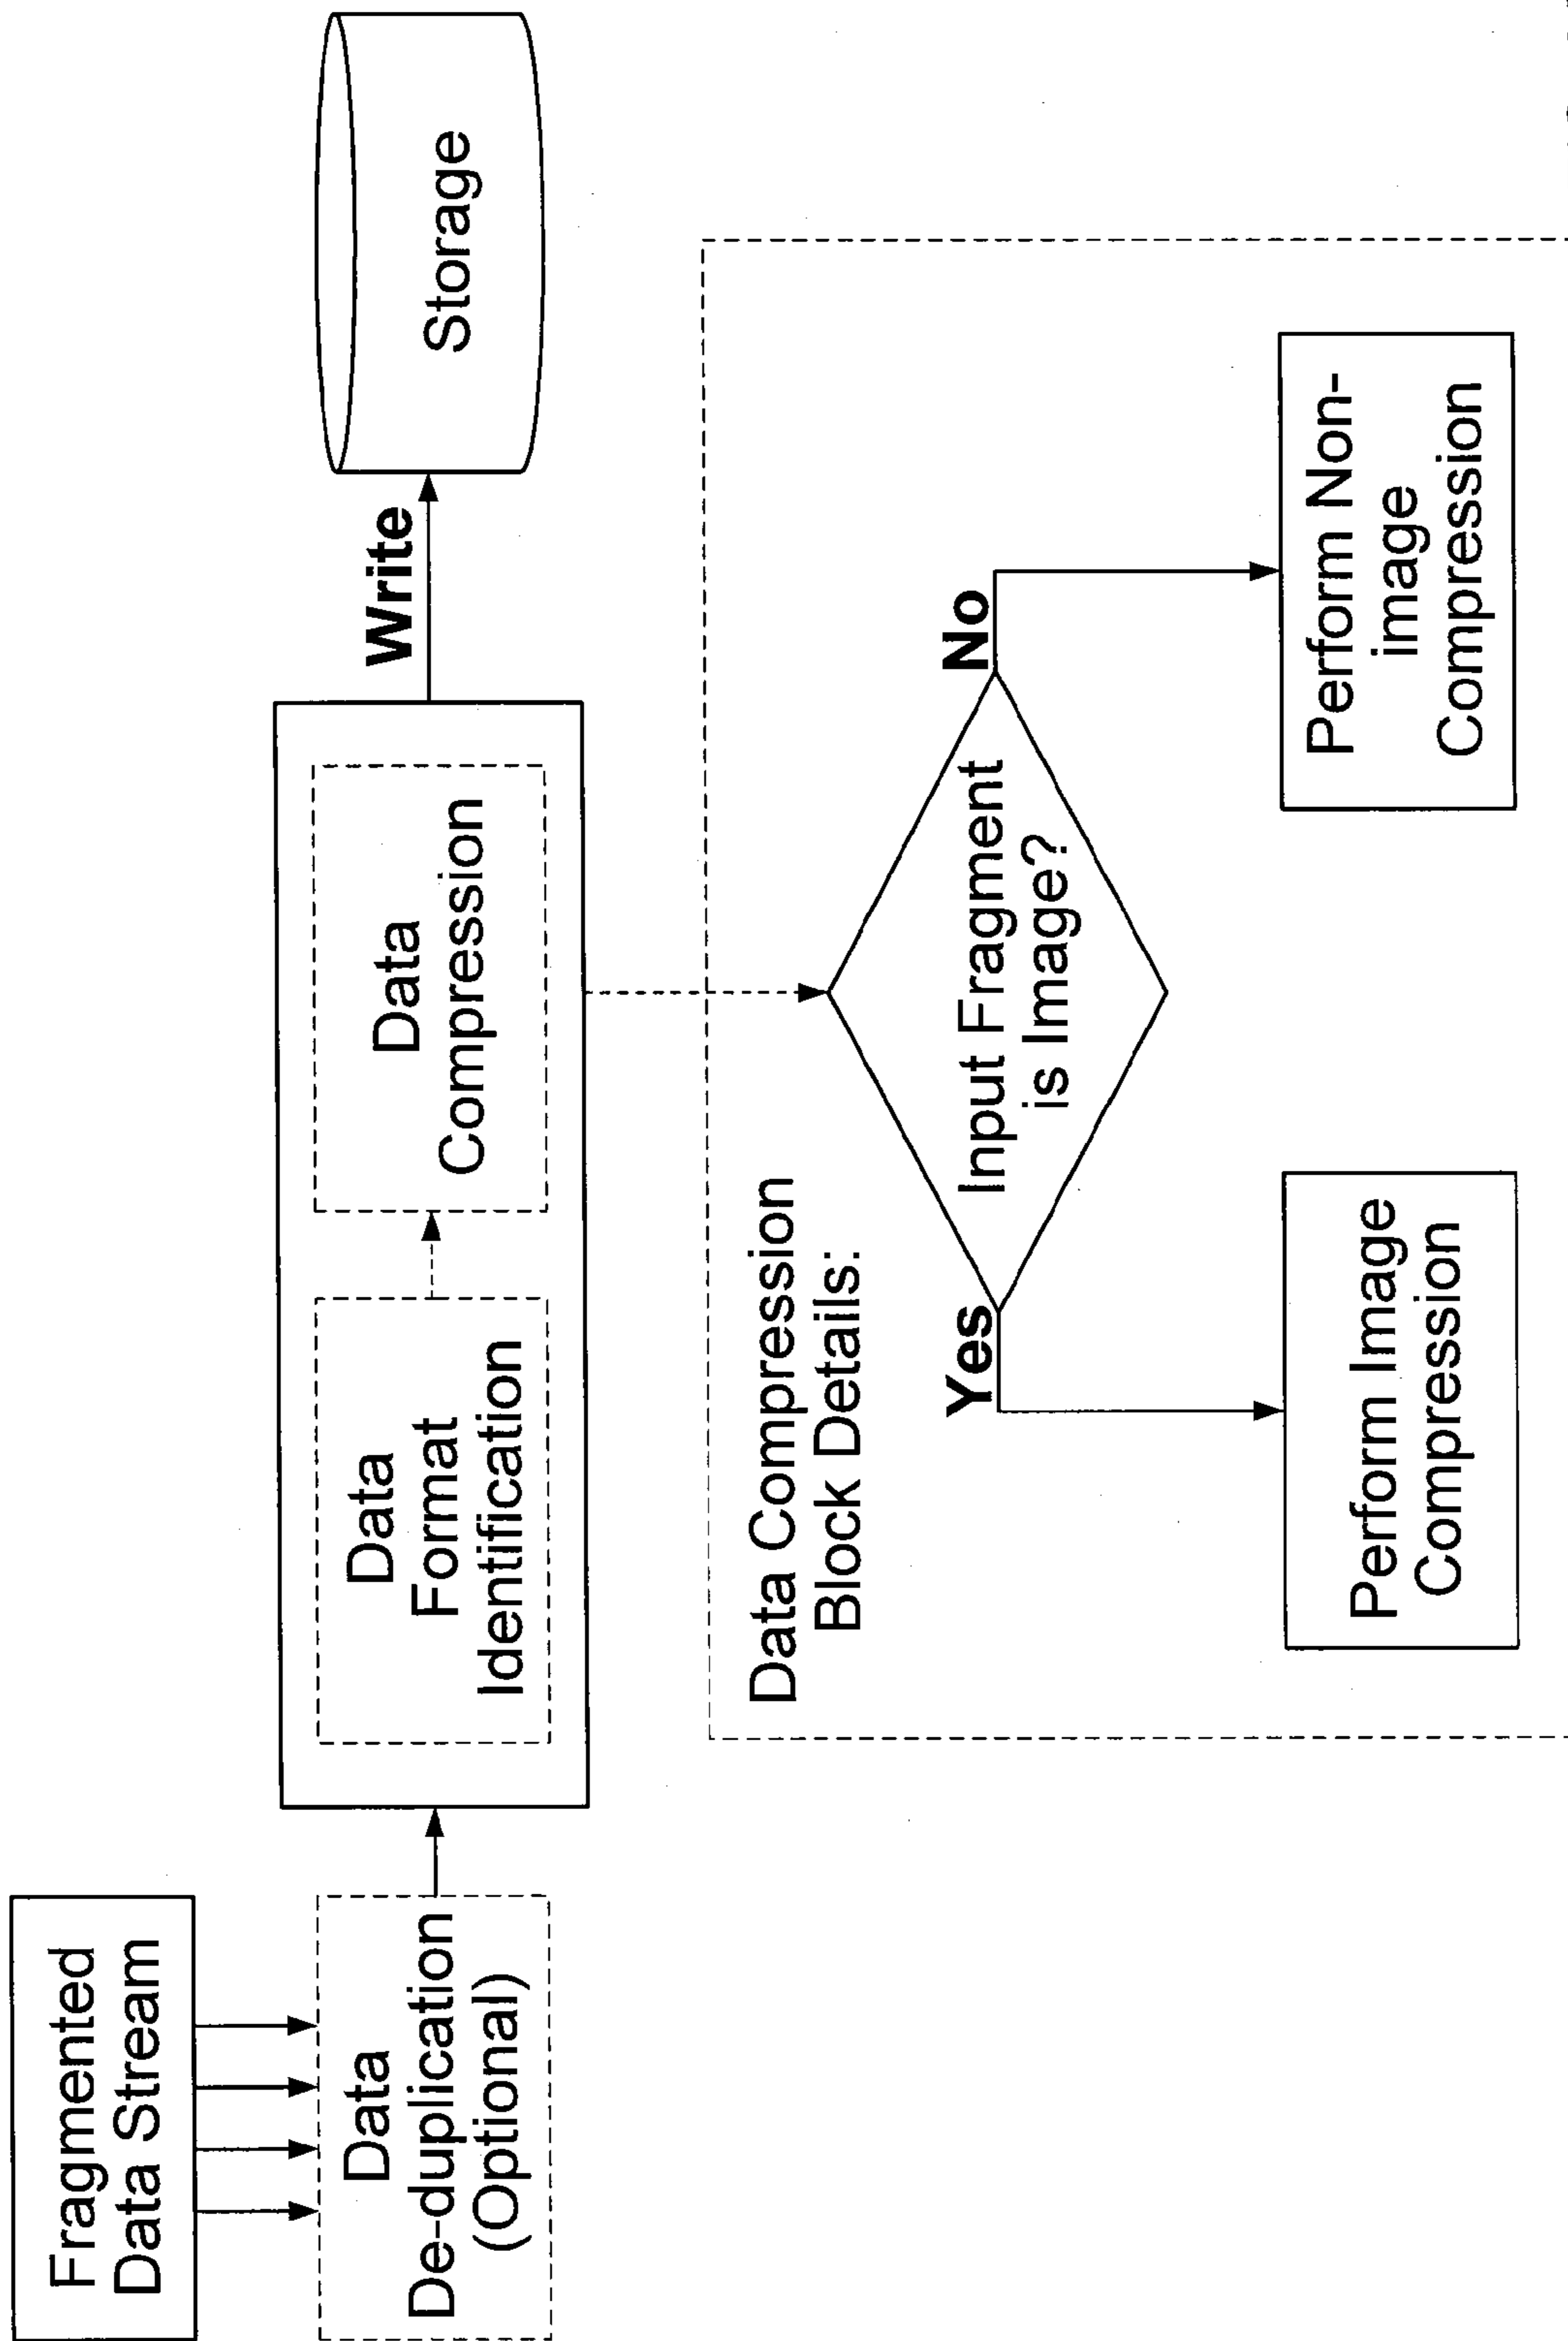 Fragmented
Data Stream
Data
De-duplication
(Optional)
Data
Format
Identification
Data
Compression
Write
Storage
Data Compression
Block Details:
Input Fragment
is Image?
Yes
No
Perform Image
Compression
Perform Non-
image
Compression